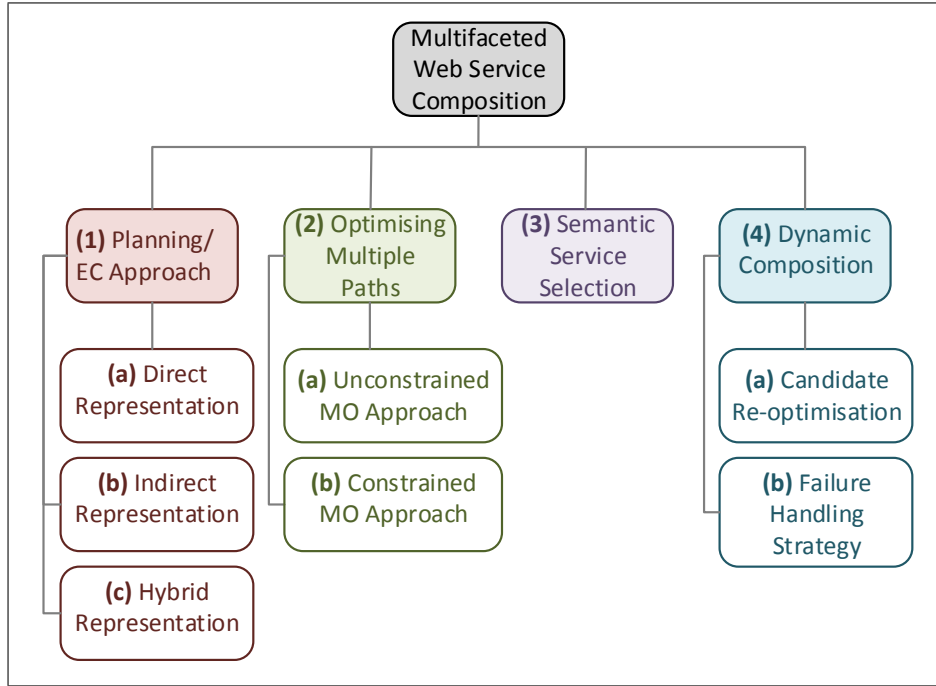 Multifaceted
Web Service
Composition
(1) Planning/
EC Approach
(a) Direct
Representation
(b) Indirect
Representation
(c) Hybrid
Representation
(2) Optimising
Multiple
Paths
(a) Unconstrained
MO Approach
(b) Constrained
MO Approach
(3) Semantic
Service
Selection
(4) Dynamic
Composition
(a) Candidate
Re-optimisation
(b) Failure
Handling
Strategy